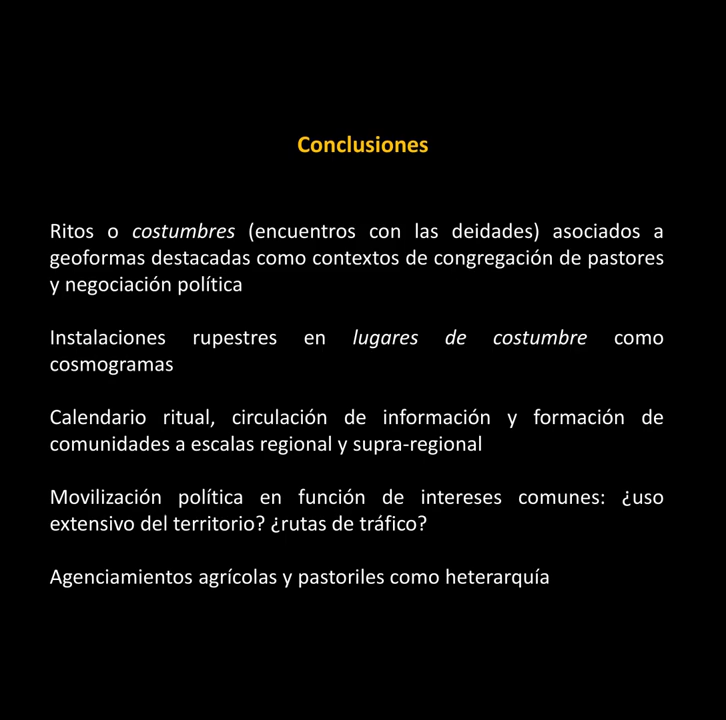 Conclusiones
Ritos o costumbres (encuentros con las deidades) asociados a
geoformas destacadas como contextos de congregación de pastores
y negociación política
Instalaciones rupestres en lugares de costumbre como
cosmogramas
Calendario ritual, circulación de información y formación de
comunidades a escalas regional y supra-regional
Movilización política en función de intereses comunes: ¿uso
extensivo del territorio? ¿rutas de tráfico?
Agenciamientos agrícolas y pastoriles como heterarquía